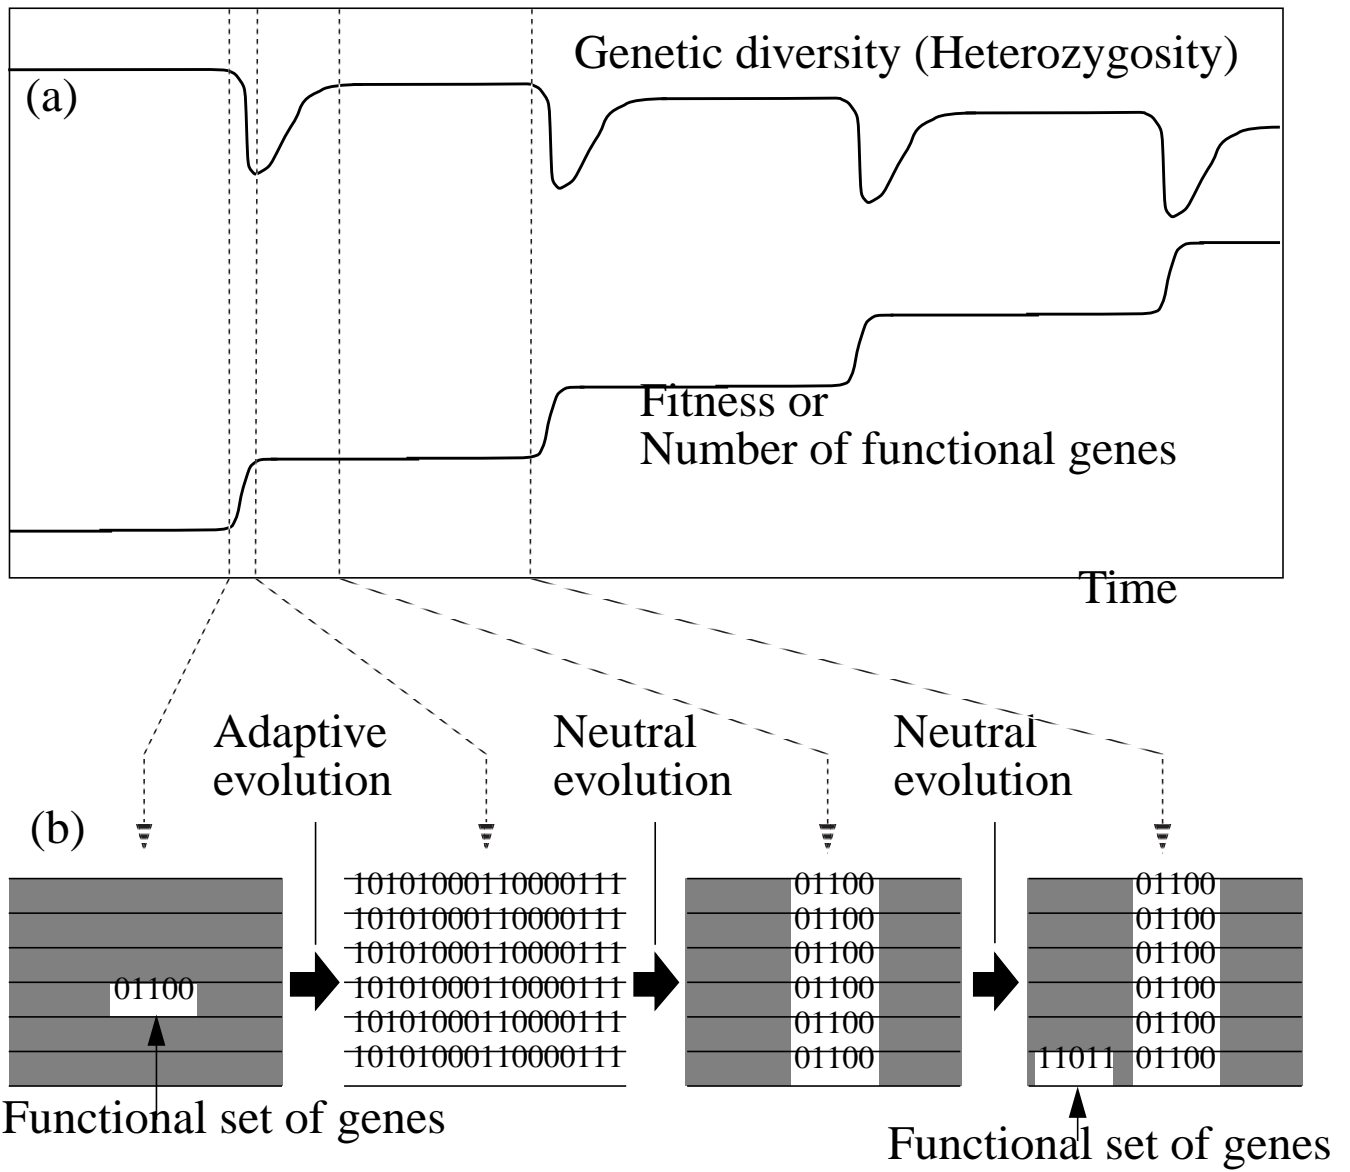 Genetic diversity (Heterozygosity)
(a)
Fitness or
Number of functional genes
Time
Adaptive
evolution
Neutral
evolution
Neutral
evolution
(b)
01100
10101000110000111
10101000110000111
10101000110000111
10101000110000111
10101000110000111
10101000110000111
01100
01100
01100
01100
01100
01100
01100
01100
01100
01100
01100
11011 01100
Functional set of genes
Functional set of genes